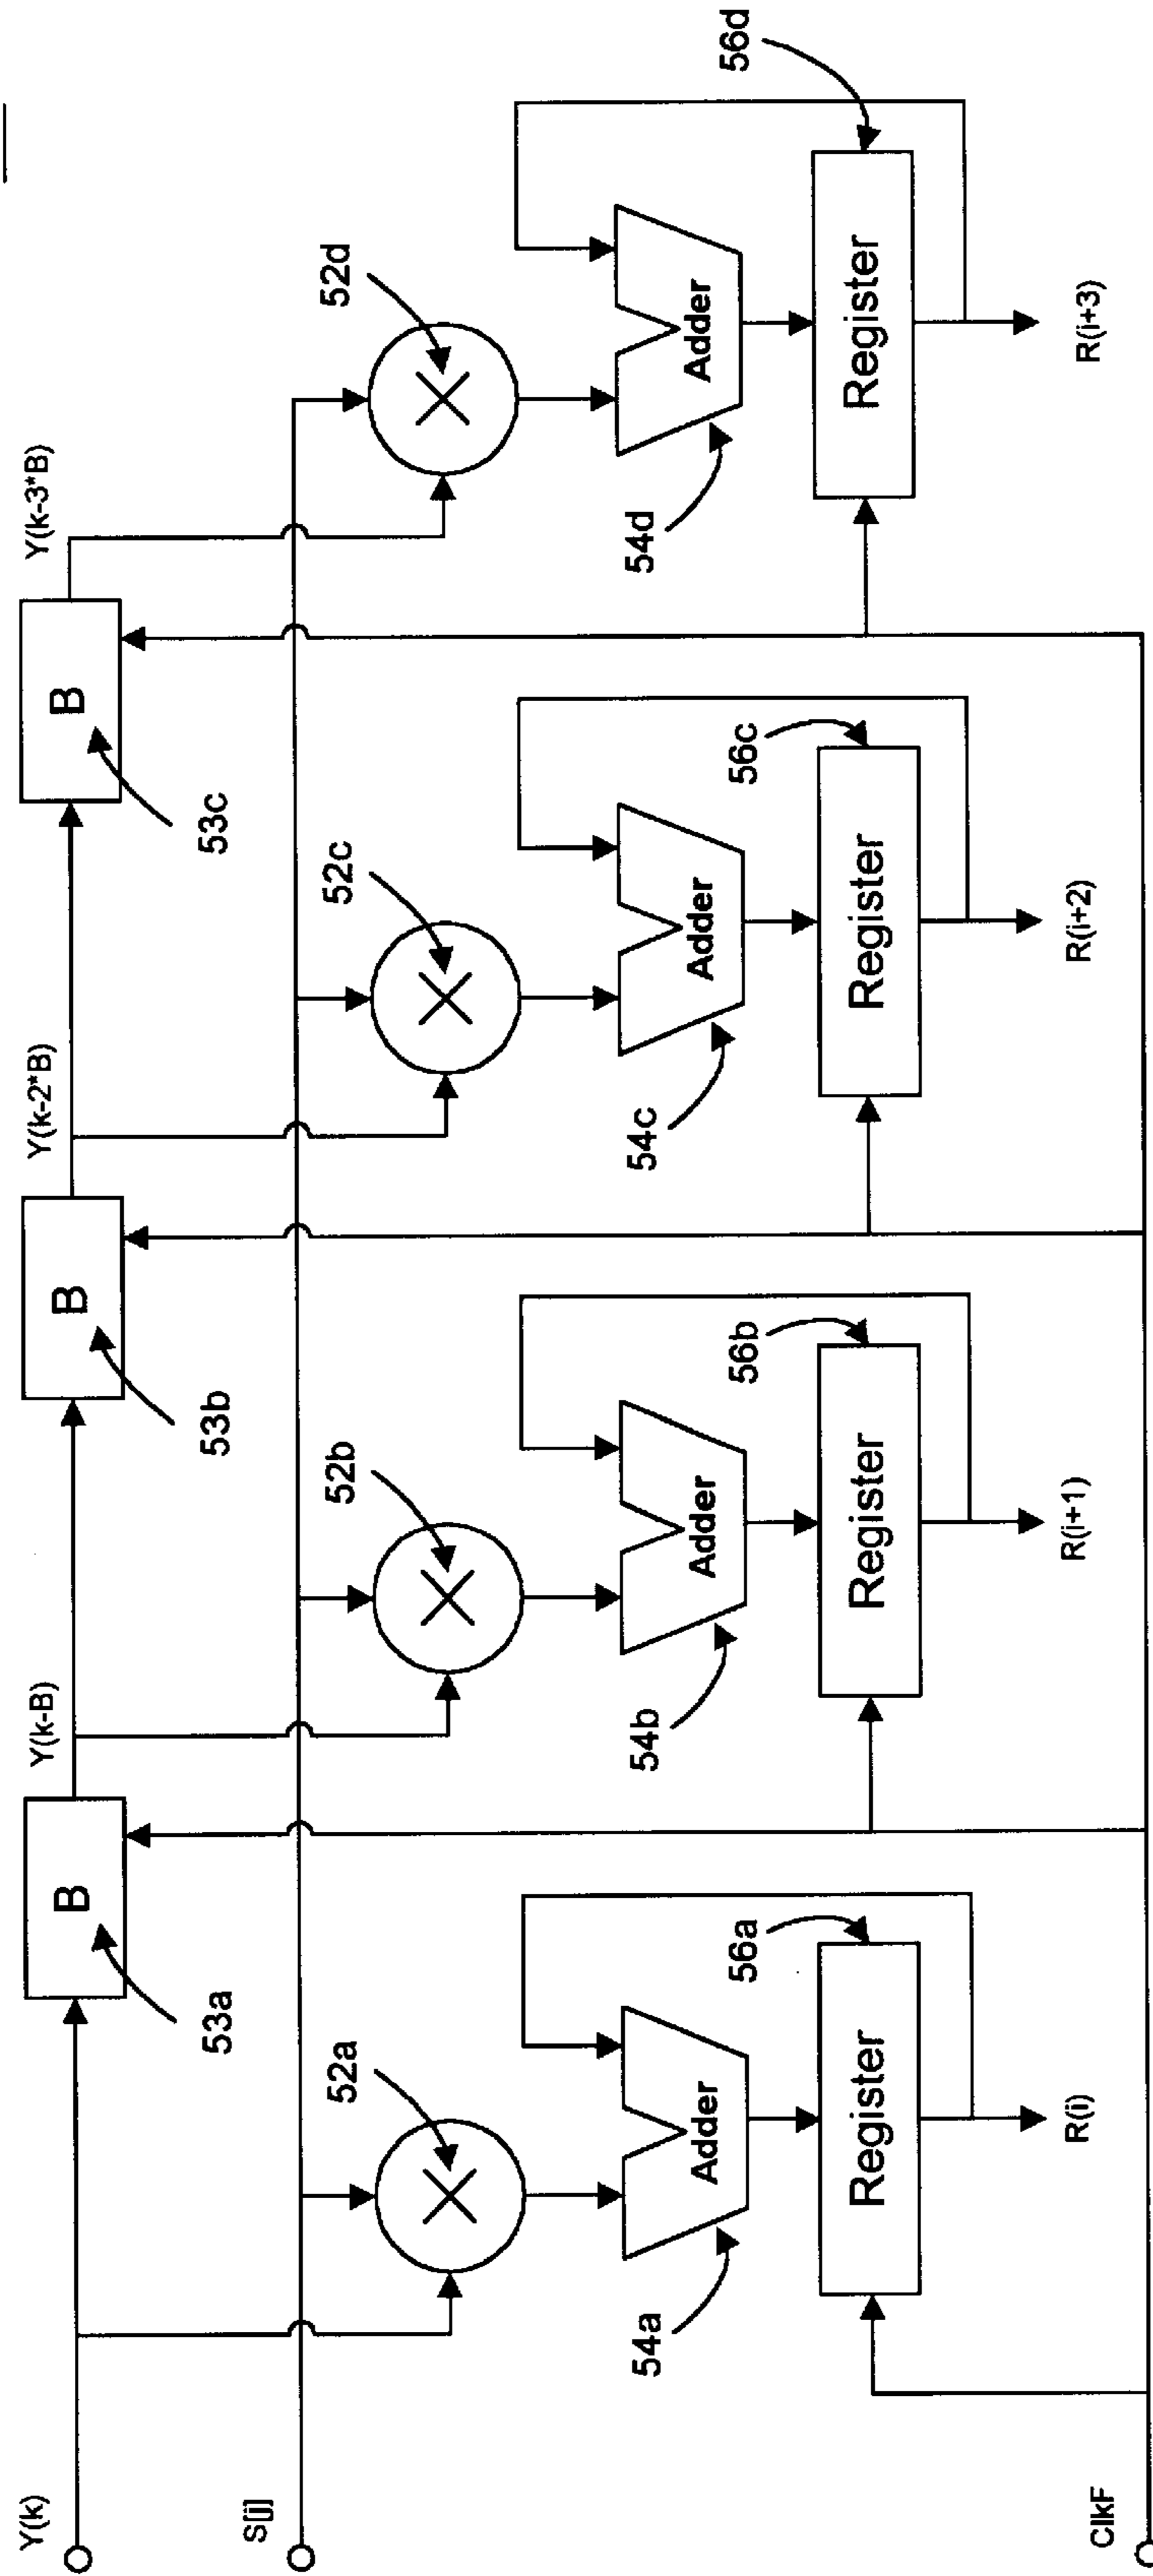 Y(k)
Y(k-B)
Y(k-2*B)
Y(k-3*B)
B
B
B
53a
53b
53c
S[j]
52a
52b
52c
52d
Adder
Adder
Adder
Adder
54a
54b
54c
54d
56a
56b
56c
56d
Register
Register
Register
Register
R(i)
R(i+1)
R(i+2)
R(i+3)
ClkF